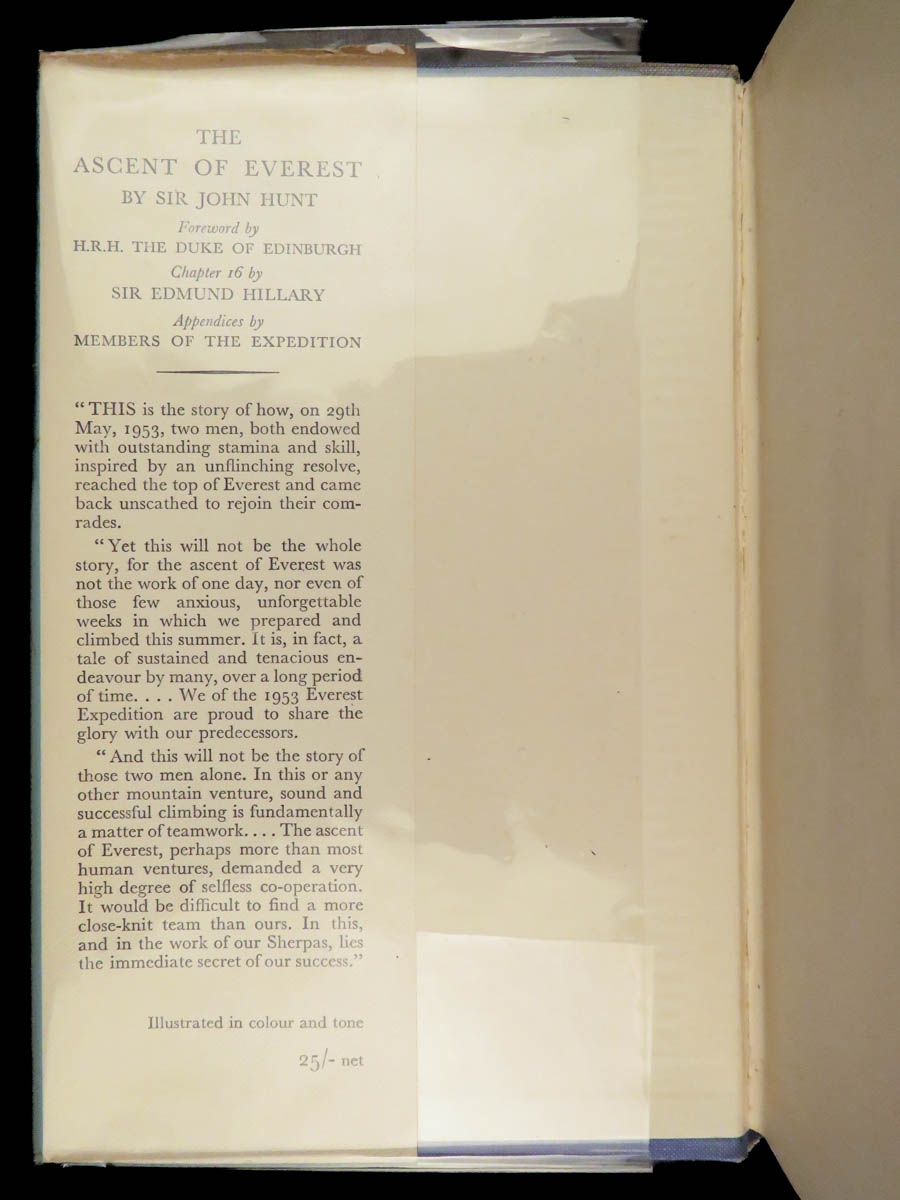 THE
ASCENT OF EVEREST
BY SIR JOHN HUNT
Foreword by
H.R.H. THE DUKE OF EDINBURGH
Chapter 16 by
SIR EDMUND HILLARY
Appendices by
MEMBERS OF THE EXPEDITION
“THIS is the story of how, on 29th
May, 1953, two men, both endowed
with outstanding stamina and skill,
inspired by an unflinching resolve,
reached the top of Everest and came
back unscathed to rejoin their com-
rades.
“Yet this will not be the whole
story, for the ascent of Everest was
not the work of one day, nor even of
those few anxious, unforgettable
weeks in which we prepared and
climbed this summer. It is, in fact, a
tale of sustained and tenacious en-
deavour by many, over a long period
of time. . . . We of the 1953 Everest
Expedition are proud to share the
glory with our predecessors.
“And this will not be the story of
those two men alone. In this or any
other mountain venture, sound and
successful climbing is fundamentally
a matter of teamwork. . . . The ascent
of Everest, perhaps more than most
human ventures, demanded a very
high degree of selfless co-operation.
It would be difficult to find a more
close-knit team than ours. In this,
and in the work of our Sherpas, lies
the immediate secret of our success.”
Illustrated in colour and tone
25/- net